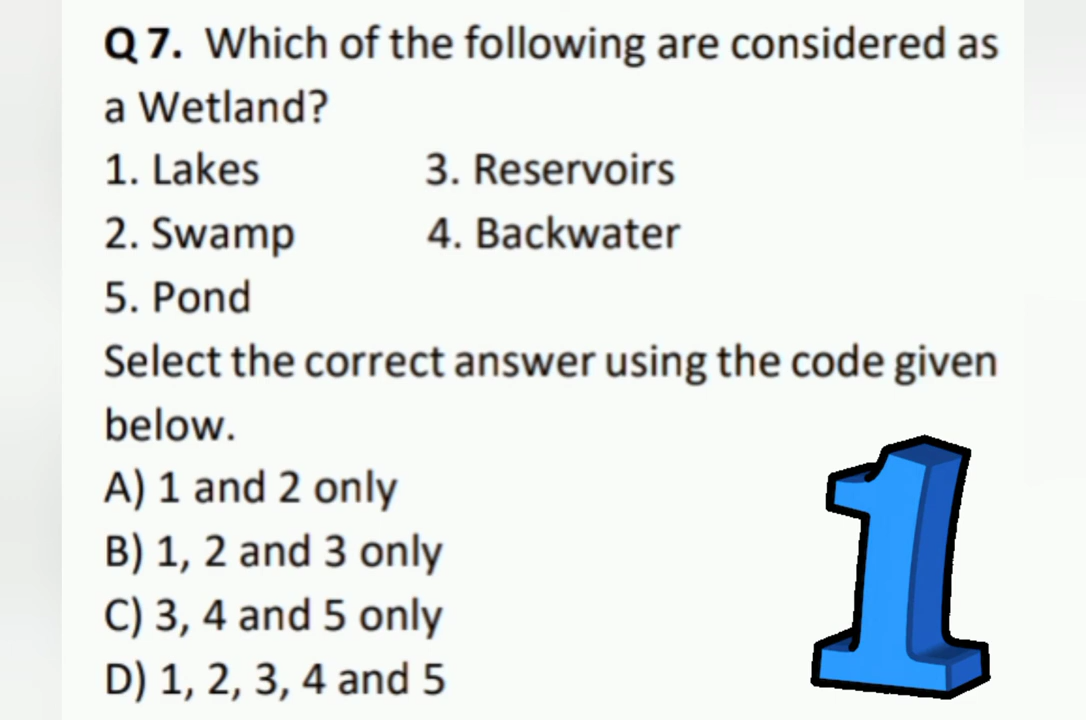 Q 7. Which of the following are considered as
a Wetland?
1. Lakes 3. Reservoirs
2. Swamp 4. Backwater
5. Pond
Select the correct answer using the code given
below.
A) 1 and 2 only
B) 1, 2 and 3 only
C) 3, 4 and 5 only
D) 1, 2, 3, 4 and 5
1